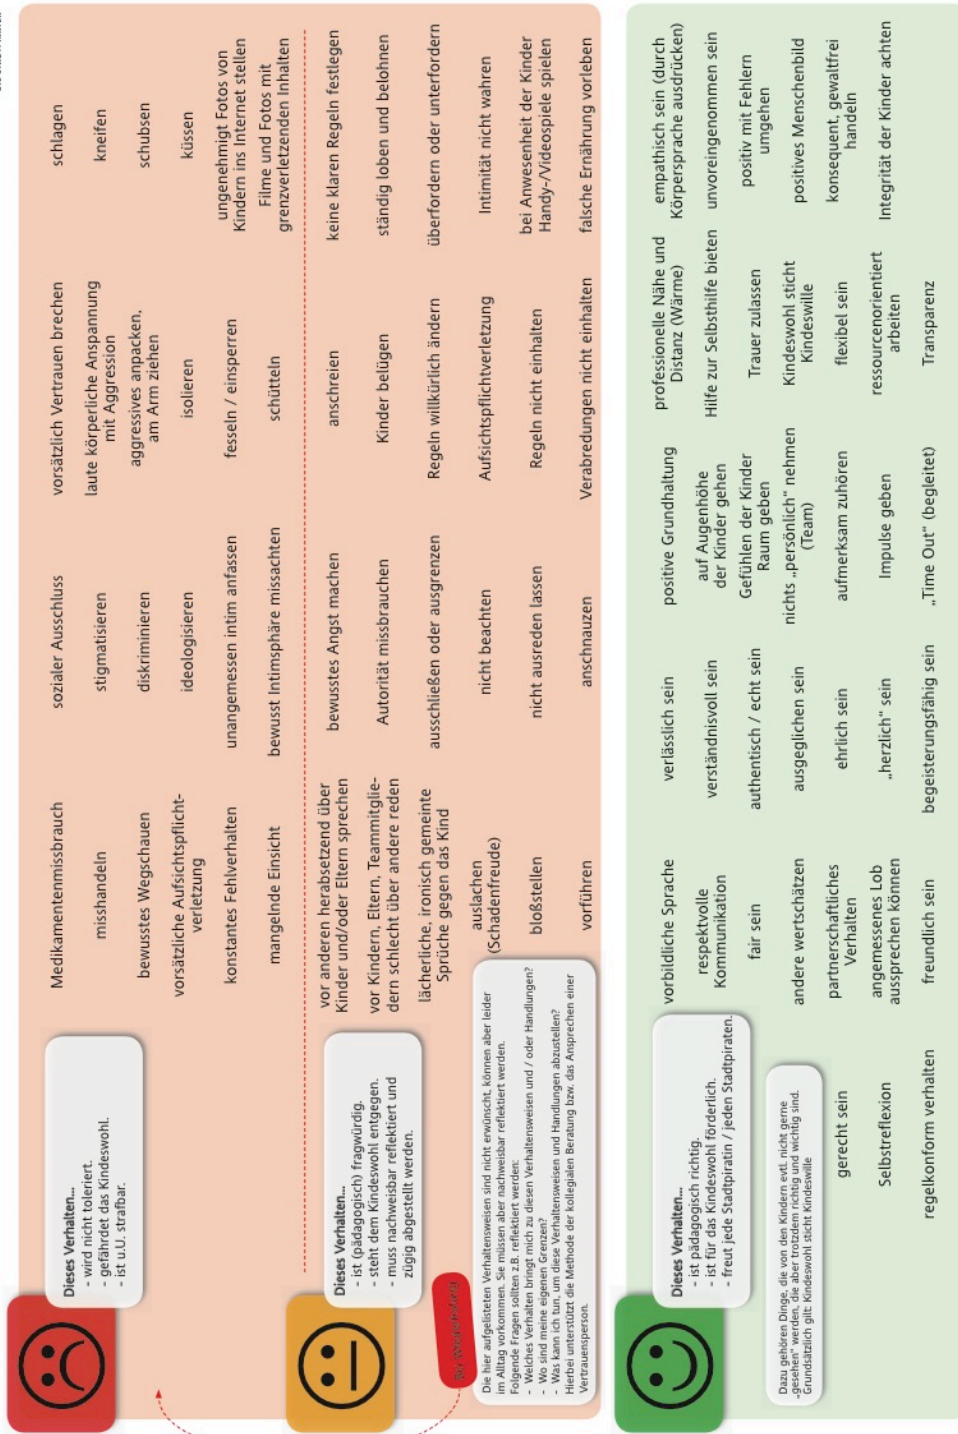 Dieses Verhalten...
- wird nicht toleriert.
- gefährdet das Kindeswohl.
- ist u.U. strafbar.
Medikamentenmissbrauch
misshandeln
bewusstes Wegschauen
vorsätzliche Aufsichtspflicht-
verletzung
konstantes Fehlverhalten
mangelnde Einsicht
sozialer Ausschluss
stigmatisieren
diskriminieren
ideologisieren
unangemessen intim anfassen
bewusst Intimsphäre missachten
vorsätzlich Vertrauen brechen
laute körperliche Anspannung
mit Aggression
aggressives anpacken,
am Arm ziehen
isolieren
fesseln / einsperren
schütteln
schlagen
kneifen
schubsen
küssen
ungenehmigt Fotos von
Kindern ins Internet stellen
Filme und Fotos mit
grenzverletzenden Inhalten
Dieses Verhalten...
- ist (pädagogisch) fragwürdig.
- steht dem Kindeswohl entgegen.
- muss nachweisbar reflektiert und
zügig abgestellt werden.
Die hier aufgelisteten Verhaltensweisen sind nicht erwünscht, können aber leider
im Alltag vorkommen. Sie müssen aber nachweisbar reflektiert werden.
Folgende Fragen sollten z.B. reflektiert werden:
- Welches Verhalten bringt mich zu diesen Verhaltensweisen und / oder Handlungen?
- Wo sind meine eigenen Grenzen?
- Was kann ich tun, um diese Verhaltensweisen und Handlungen abzustellen?
Hierbei unterstützt die Methode der kollegialen Beratung bzw. das Ansprechen einer
Vertrauensperson.
vor anderen herabsetzend über
Kinder und/oder Eltern sprechen
vor Kindern, Eltern, Teammitglie-
dern schlecht über andere reden
lächerliche, ironisch gemeinte
Sprüche gegen das Kind
auslachen
(Schadenfreude)
bloßstellen
vorführen
bewusstes Angst machen
Autorität missbrauchen
ausschließen oder ausgrenzen
nicht beachten
nicht ausreden lassen
anschnauzen
anschreien
Kinder belügen
Regeln willkürlich ändern
Aufsichtspflichtverletzung
Regeln nicht einhalten
Verabredungen nicht einhalten
keine klaren Regeln festlegen
ständig loben und belohnen
überfordern oder unterfordern
Intimität nicht wahren
bei Anwesenheit der Kinder
Handy-/Videospiele spielen
falsche Ernährung vorleben
Dieses Verhalten...
- ist pädagogisch richtig.
- ist für das Kindeswohl förderlich.
- freut jede Stadtpiratin / jeden Stadtpiraten.
Dazu gehören Dinge, die von den Kindern evtl. nicht gerne
„gesehen“ werden, die aber trotzdem richtig und wichtig sind.
Grundsätzlich gilt: Kindeswohl sticht Kindeswille
gerecht sein
Selbstreflexion
regelkonform verhalten
vorbildliche Sprache
respektvolle
Kommunikation
fair sein
andere wertschätzen
partnerschaftliches
Verhalten
angemessenes Lob
aussprechen können
freundlich sein
verlässlich sein
verständnisvoll sein
authentisch / echt sein
ausgeglichen sein
ehrlich sein
„herzlich“ sein
begeisterungsfähig sein
positive Grundhaltung
auf Augenhöhe
der Kinder gehen
Gefühlen der Kinder
Raum geben
nichts „persönlich“ nehmen
(Team)
aufmerksam zuhören
Impulse geben
„Time Out“ (begleitet)
professionelle Nähe und
Distanz (Wärme)
Hilfe zur Selbsthilfe bieten
Trauer zulassen
Kindeswohl sticht
Kindeswille
flexibel sein
ressourcenorientiert
arbeiten
Transparenz
empathisch sein (durch
Körpersprache ausdrücken)
unvoreingenommen sein
positiv mit Fehlern
umgehen
positives Menschenbild
konsequent, gewaltfrei
handeln
Integrität der Kinder achten